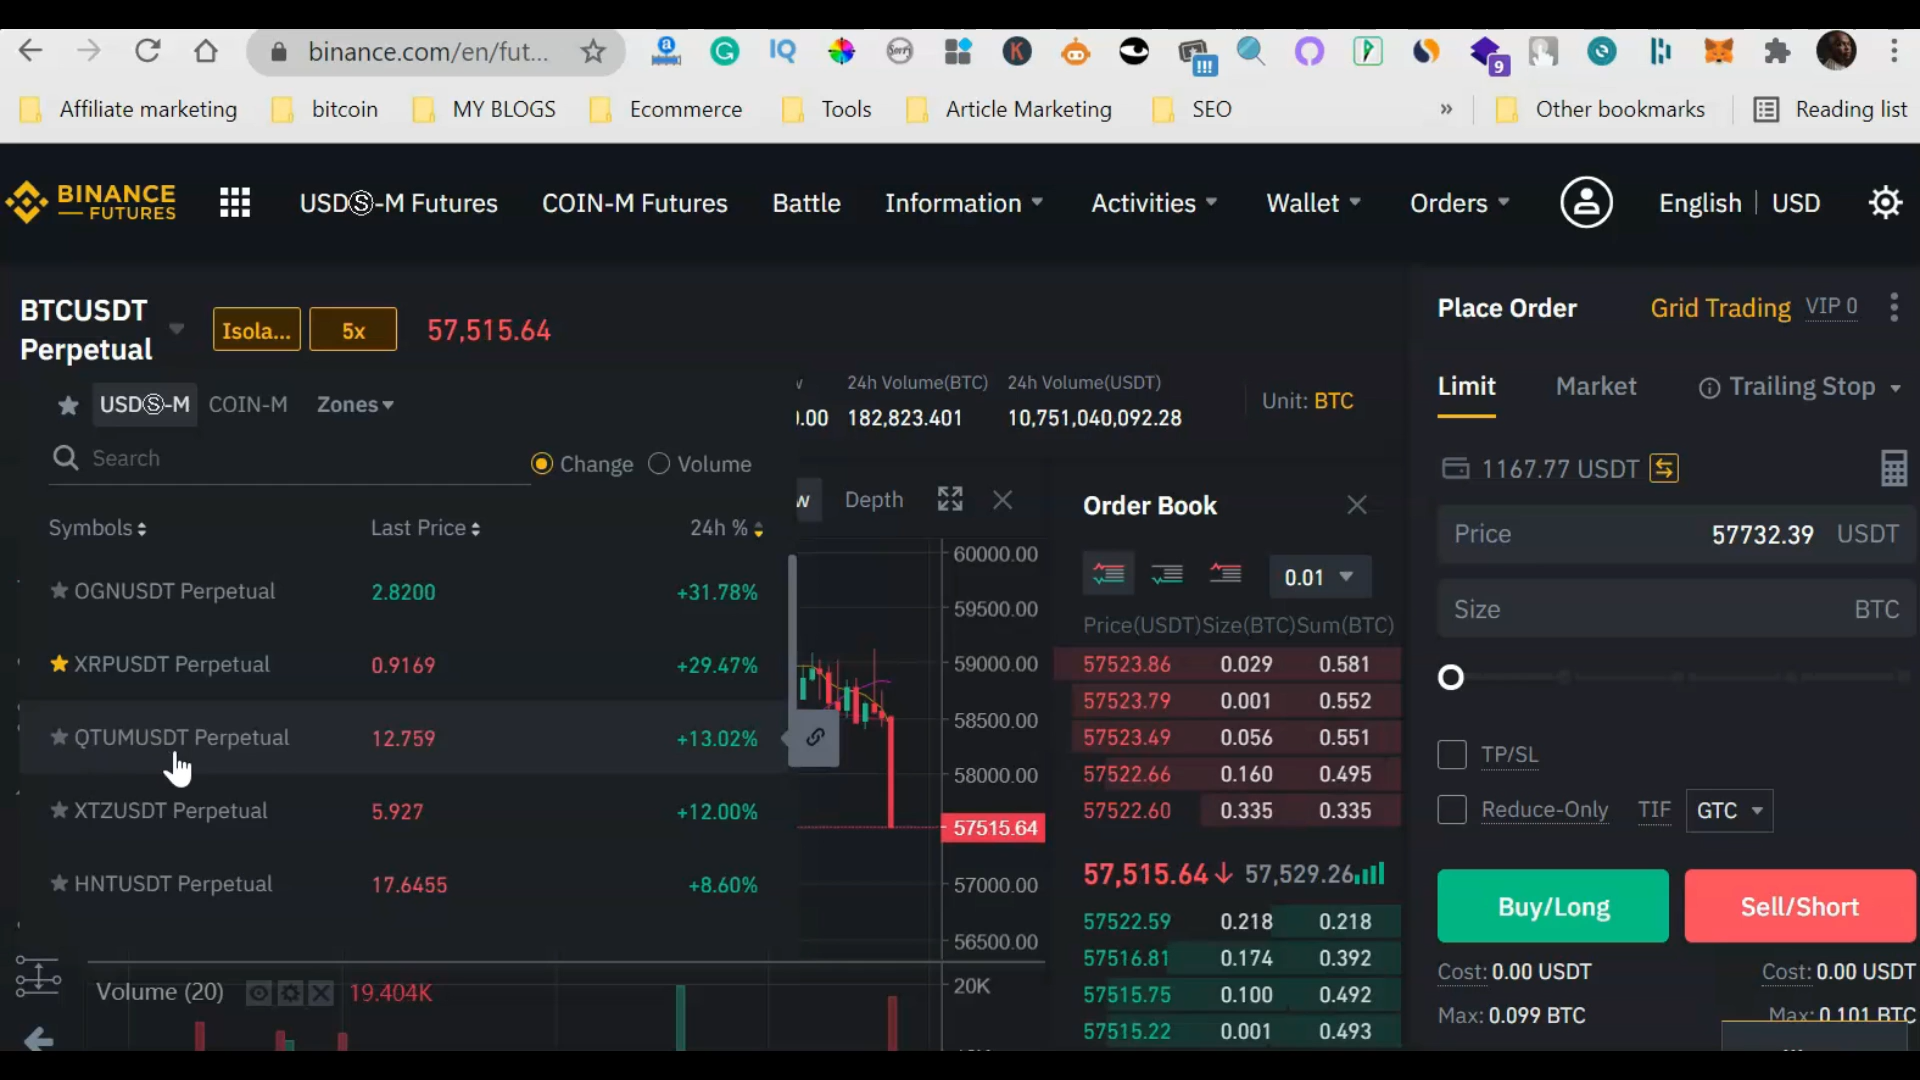 binance.com/en/fut...
!!!
9
Affiliate marketing
bitcoin
MY BLOGS
Ecommerce
Tools
Article Marketing
SEO
»
Other bookmarks
Reading list
BINANCE
FUTURES
USDⓈ-M Futures
COIN-M Futures
Battle
Information
Activities
Wallet
Orders
English
USD
BTCUSDT
Perpetual
Isola...
5x
57,515.64
USDⓈ-M
COIN-M
Zones
Search
Change
Volume
Symbols
Last Price
24h %
OGNUSDT Perpetual
2.8200
+31.78%
XRPUSDT Perpetual
0.9169
+29.47%
QTUMUSDT Perpetual
12.759
+13.02%
XTZUSDT Perpetual
5.927
+12.00%
HNTUSDT Perpetual
17.6455
+8.60%
24h Volume(BTC)
24h Volume(USDT)
.00
182,823.401
10,751,040,092.28
Unit: BTC
Depth
60000.00
59500.00
59000.00
58500.00
58000.00
57515.64
57000.00
56500.00
Volume (20)
19.404K
20K
Order Book
0.01
Price(USDT) Size(BTC) Sum(BTC)
57523.86 0.029 0.581
57523.79 0.001 0.552
57523.49 0.056 0.551
57522.66 0.160 0.495
57522.60 0.335 0.335
57,515.64↓ 57,529.26
57522.59 0.218 0.218
57516.81 0.174 0.392
57515.75 0.100 0.492
57515.22 0.001 0.493
Place Order
Grid Trading
VIP 0
Limit
Market
Trailing Stop
1167.77 USDT
Price
57732.39
USDT
Size
BTC
TP/SL
Reduce-Only
TIF
GTC
Buy/Long
Sell/Short
Cost: 0.00 USDT
Cost: 0.00 USDT
Max: 0.099 BTC
Max: 0.101 BTC